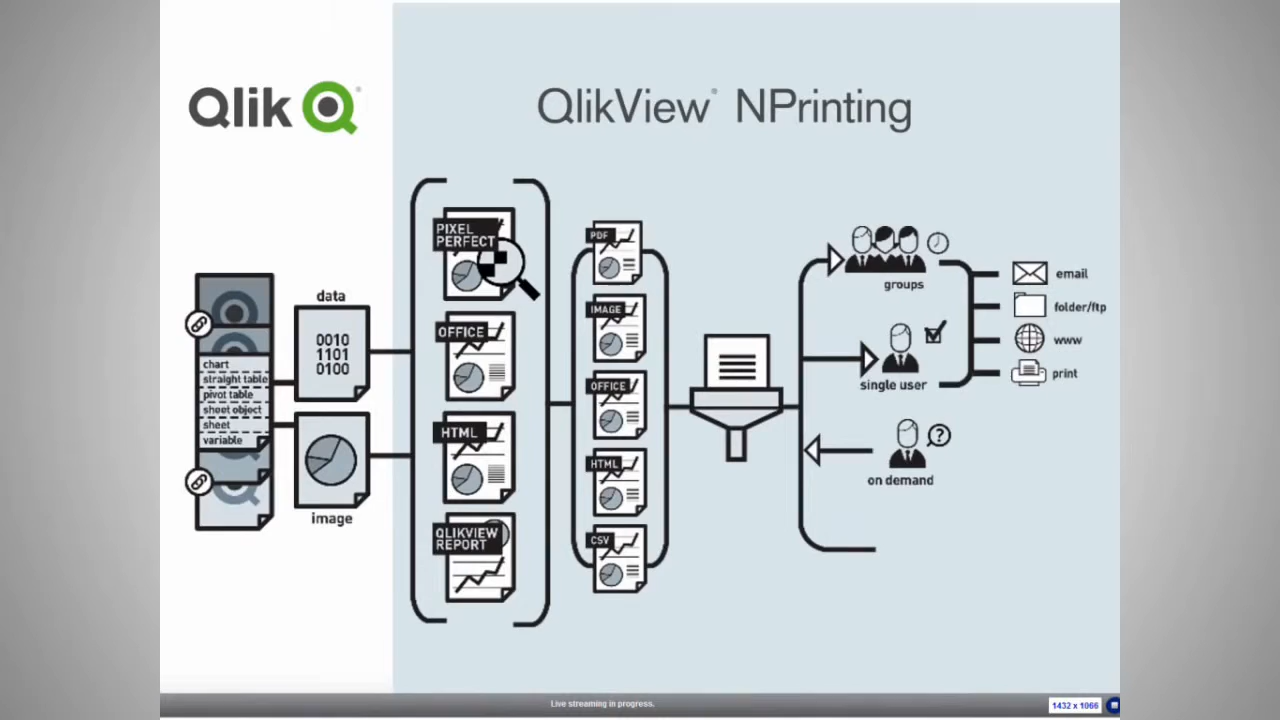 Qlik
QlikView® NPrinting
chart
straight table
pivot table
sheet object
sheet
variable
data
0010
1101
0100
image
PIXEL
PERFECT
OFFICE
HTML
QLIKVIEW
REPORT
PDF
IMAGE
OFFICE
HTML
CSV
groups
single user
on demand
?
email
folder/ftp
www
print
Live streaming in progress.
1432 x 1066